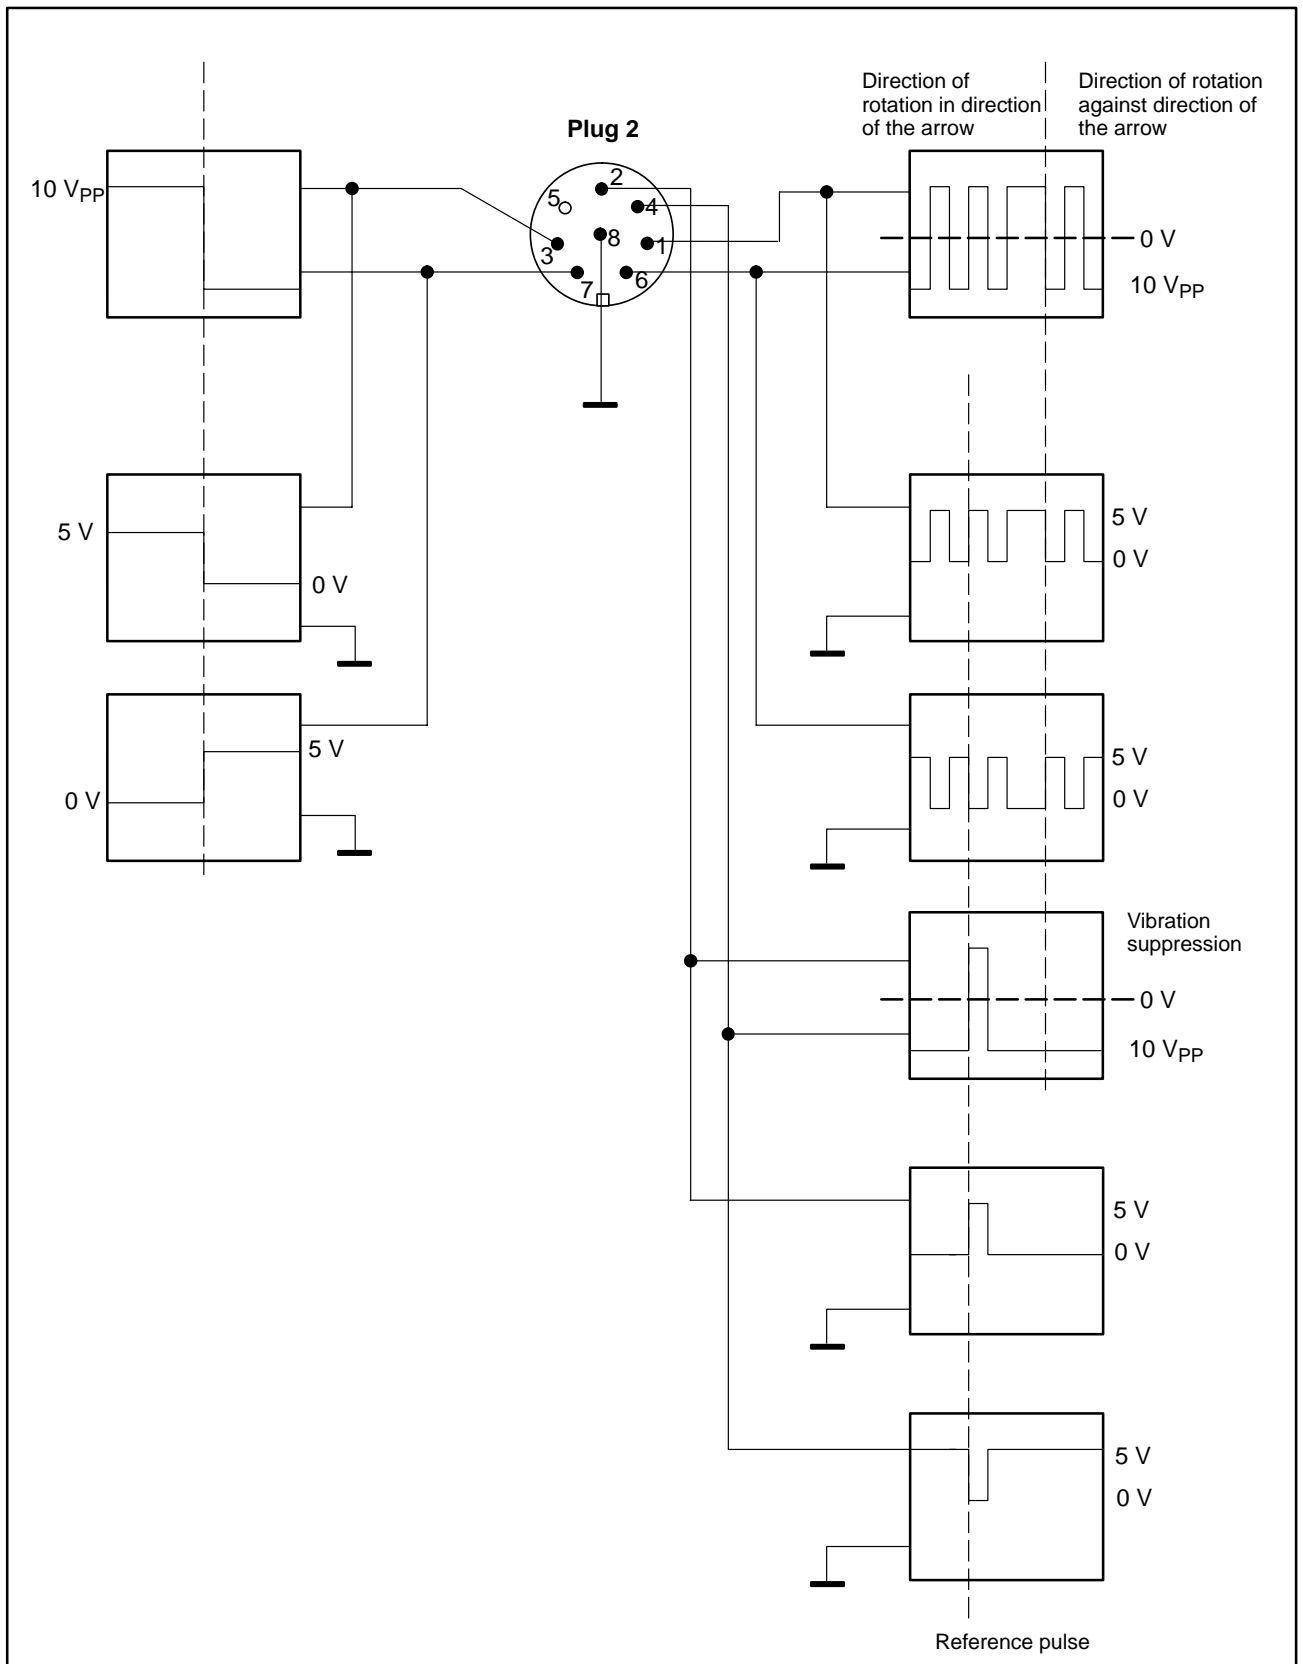 Direction of
rotation in direction
of the arrow
Direction of rotation
against direction of
the arrow
Plug 2
2
5
4
8
1
3
7
6
10 VPP
0 V
10 VPP
5 V
0 V
5 V
0 V
5 V
0 V
5 V
0 V
Vibration
suppression
0 V
10 VPP
5 V
0 V
5 V
0 V
Reference pulse